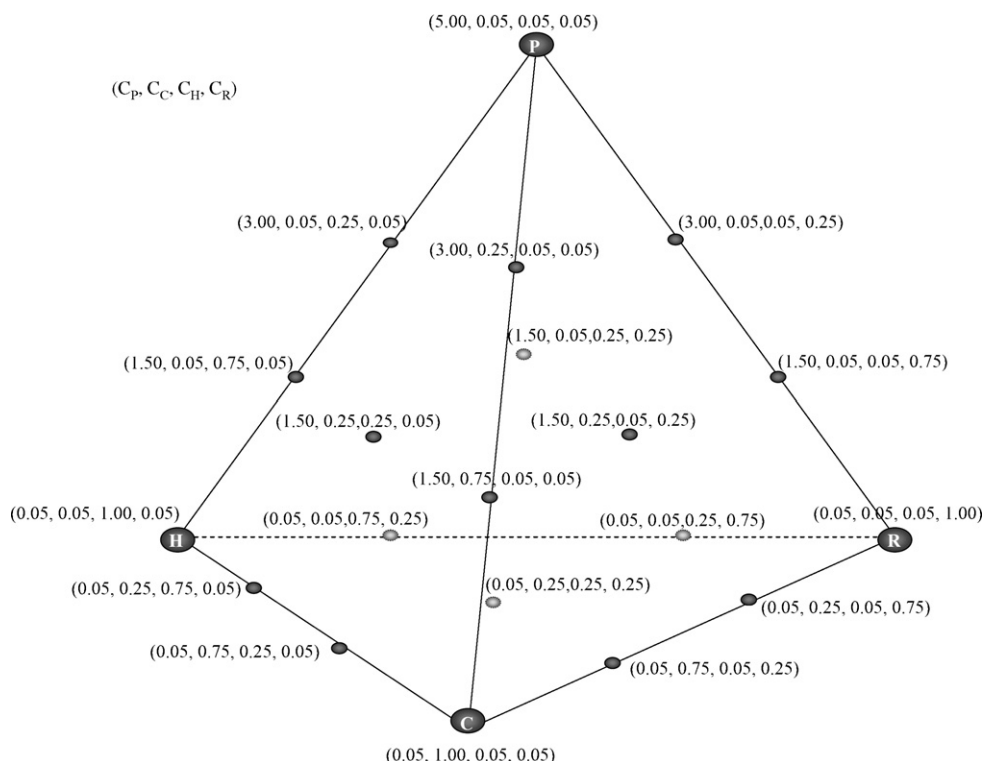 (5.00, 0.05, 0.05, 0.05)
P
(C_P, C_C, C_H, C_R)
(3.00, 0.05, 0.25, 0.05)
(3.00, 0.05,0.05, 0.25)
(3.00, 0.25, 0.05, 0.05)
(1.50, 0.05,0.25, 0.25)
(1.50, 0.05, 0.75, 0.05)
(1.50, 0.05, 0.05, 0.75)
(1.50, 0.25,0.25, 0.05)
(1.50, 0.25,0.05, 0.25)
(1.50, 0.75, 0.05, 0.05)
(0.05, 0.05, 1.00, 0.05)
(0.05, 0.05,0.75, 0.25)
(0.05, 0.05,0.25, 0.75)
(0.05, 0.05, 0.05, 1.00)
H
R
(0.05, 0.25, 0.75, 0.05)
(0.05, 0.25,0.25, 0.25)
(0.05, 0.25, 0.05, 0.75)
(0.05, 0.75, 0.25, 0.05)
(0.05, 0.75, 0.05, 0.25)
C
(0.05, 1.00, 0.05, 0.05)